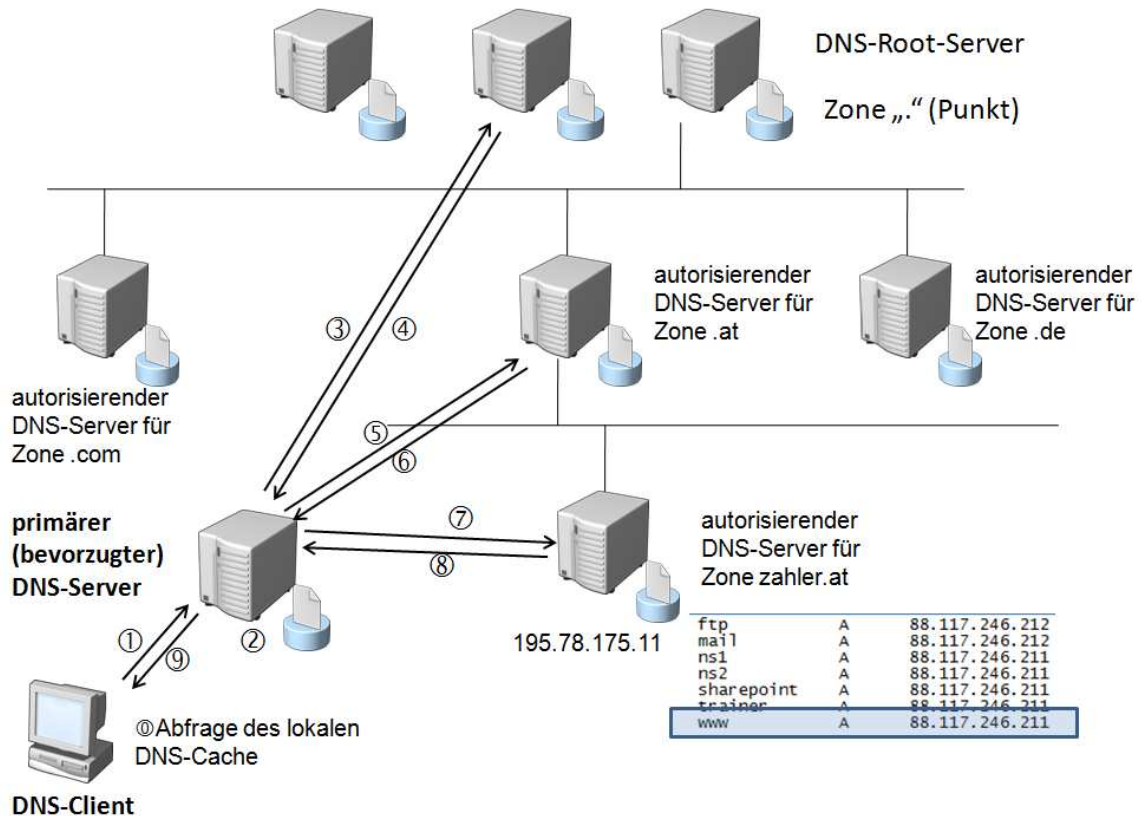 DNS-Root-Server
Zone „.“ (Punkt)
autorisierender
DNS-Server für
Zone .com
autorisierender
DNS-Server für
Zone .at
autorisierender
DNS-Server für
Zone .de
③
④
⑤
⑥
primärer
(bevorzugter)
DNS-Server
⑦
⑧
autorisierender
DNS-Server für
Zone zahler.at
①
②
⑨
195.78.175.11
ftp A 88.117.246.212
mail A 88.117.246.212
ns1 A 88.117.246.211
ns2 A 88.117.246.211
sharepoint A 88.117.246.211
trainer A 88.117.246.211
www A 88.117.246.211
⓪Abfrage des lokalen
DNS-Cache
DNS-Client